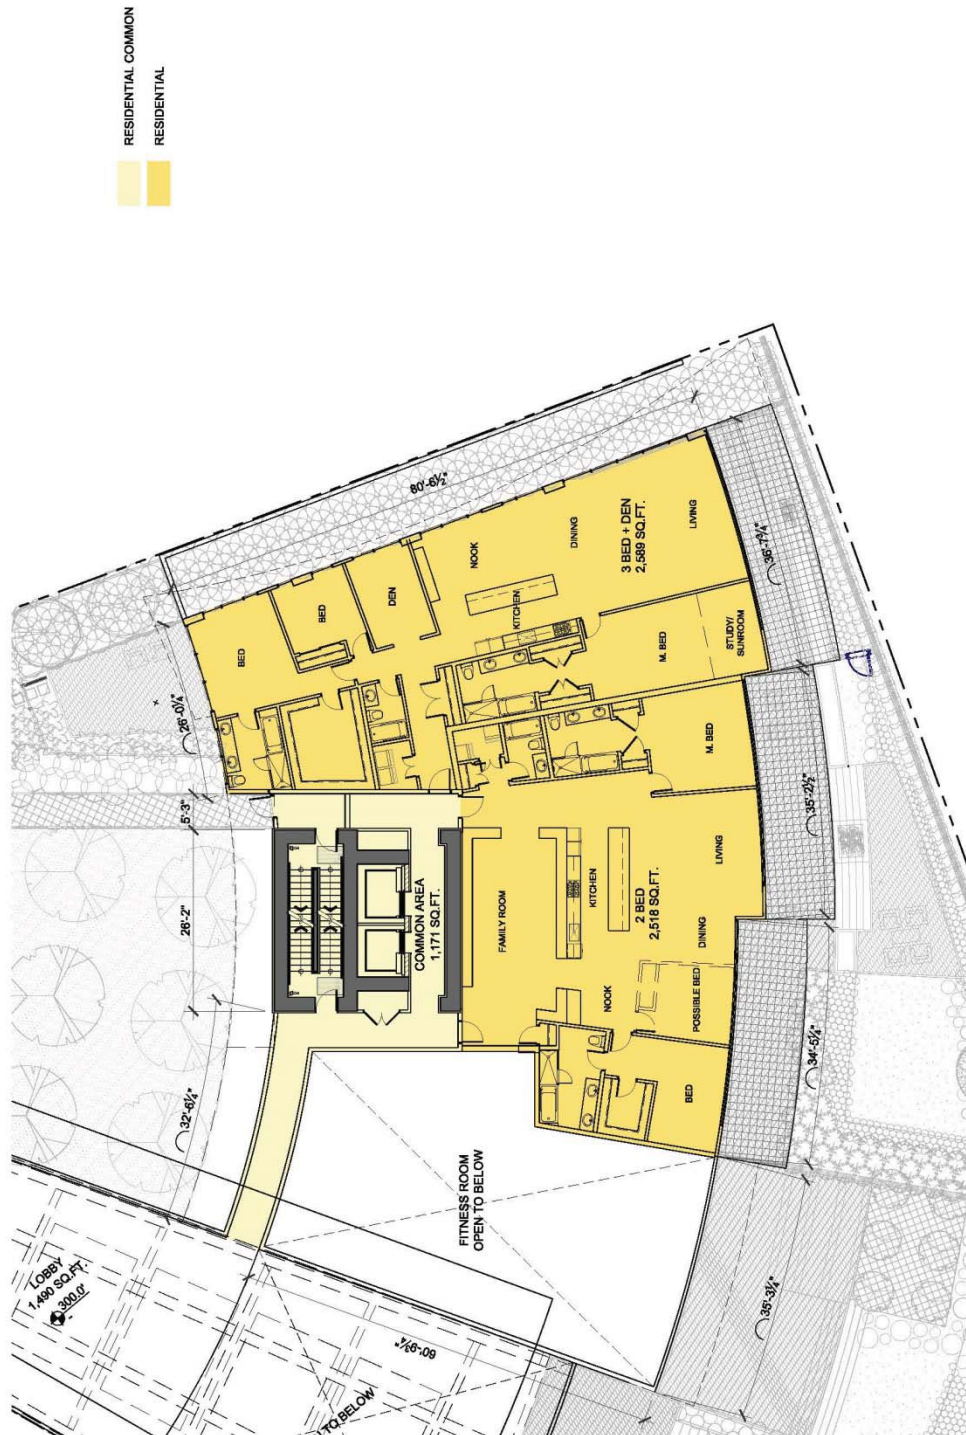 RESIDENTIAL COMMON
RESIDENTIAL
80'-6½"
BED
BED
DEN
NOOK
KITCHEN
DINING
3 BED + DEN
2,589 SQ.FT.
LIVING
M. BED
STUDY/
SUNROOM
36'-7¾"
26'-0¼"
5'-3"
26'-2"
COMMON AREA
1,171 SQ.FT.
FAMILY ROOM
KITCHEN
2 BED
2,518 SQ.FT.
M. BED
LIVING
DINING
NOOK
POSSIBLE BED
BED
35'-2½"
34'-5¼"
32'-6¼"
FITNESS ROOM
OPEN TO BELOW
LOBBY
1,490 SQ.FT.
300.0'
60'-9¾"
TO BELOW
35'-3¼"